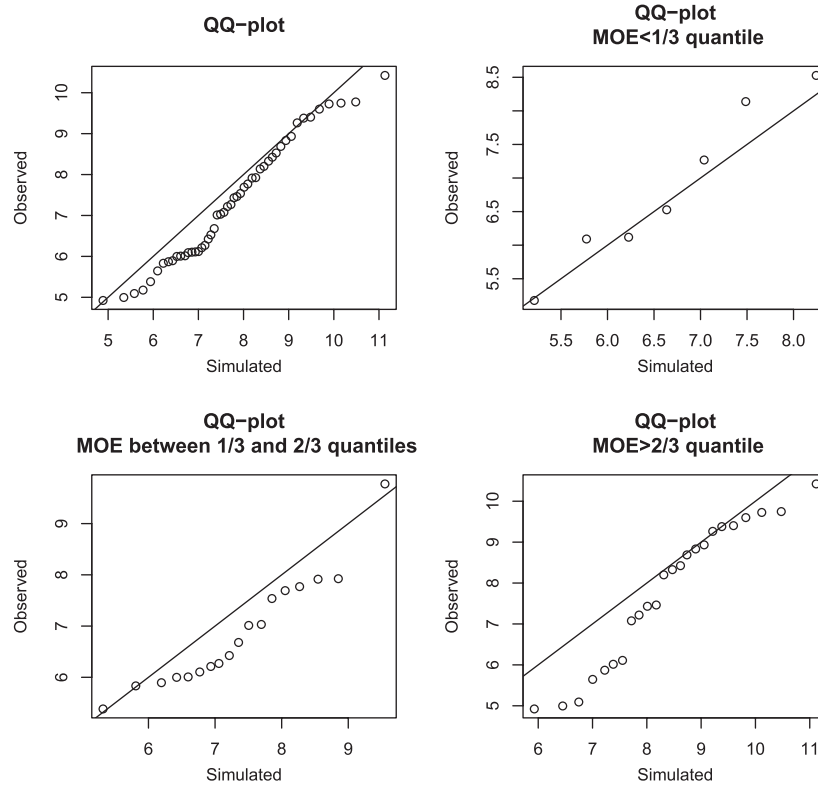 QQ−plot
10
9
8
7
6
5
Observed
5 6 7 8 9 10 11
Simulated
QQ−plot
MOE<1/3 quantile
8.5
7.5
6.5
5.5
Observed
5.5 6.0 6.5 7.0 7.5 8.0
Simulated
QQ−plot
MOE between 1/3 and 2/3 quantiles
9
8
7
6
Observed
6 7 8 9
Simulated
QQ−plot
MOE>2/3 quantile
10
9
8
7
6
5
Observed
6 7 8 9 10 11
Simulated